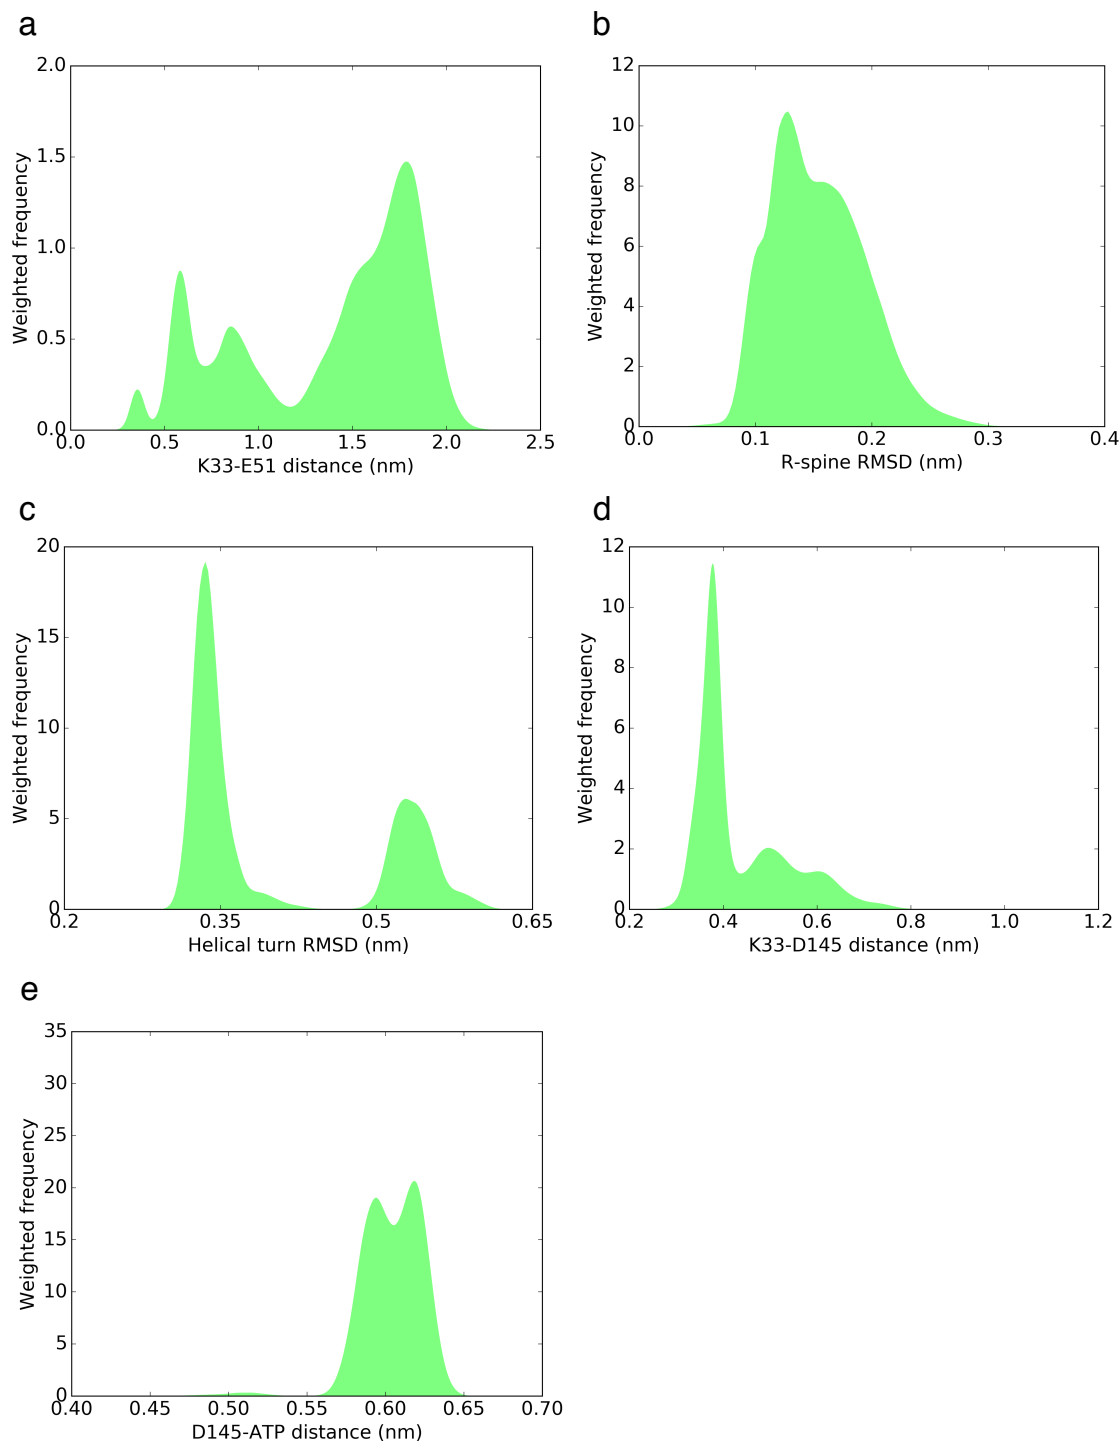 a
2.0
1.5
1.0
0.5
0.0
Weighted frequency
0.0 0.5 1.0 1.5 2.0 2.5
K33-E51 distance (nm)
b
12
10
8
6
4
2
0
Weighted frequency
0.0 0.1 0.2 0.3 0.4
R-spine RMSD (nm)
c
20
15
10
5
0
Weighted frequency
0.2 0.35 0.5 0.65
Helical turn RMSD (nm)
d
12
10
8
6
4
2
0
Weighted frequency
0.2 0.4 0.6 0.8 1.0 1.2
K33-D145 distance (nm)
e
35
30
25
20
15
10
5
0
Weighted frequency
0.40 0.45 0.50 0.55 0.60 0.65 0.70
D145-ATP distance (nm)